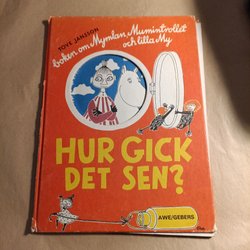 TOVE JANSSON
boken om Mymlan, Mumintrollet
och lilla My
HUR GICK
DET SEN?
AWE/GEBERS